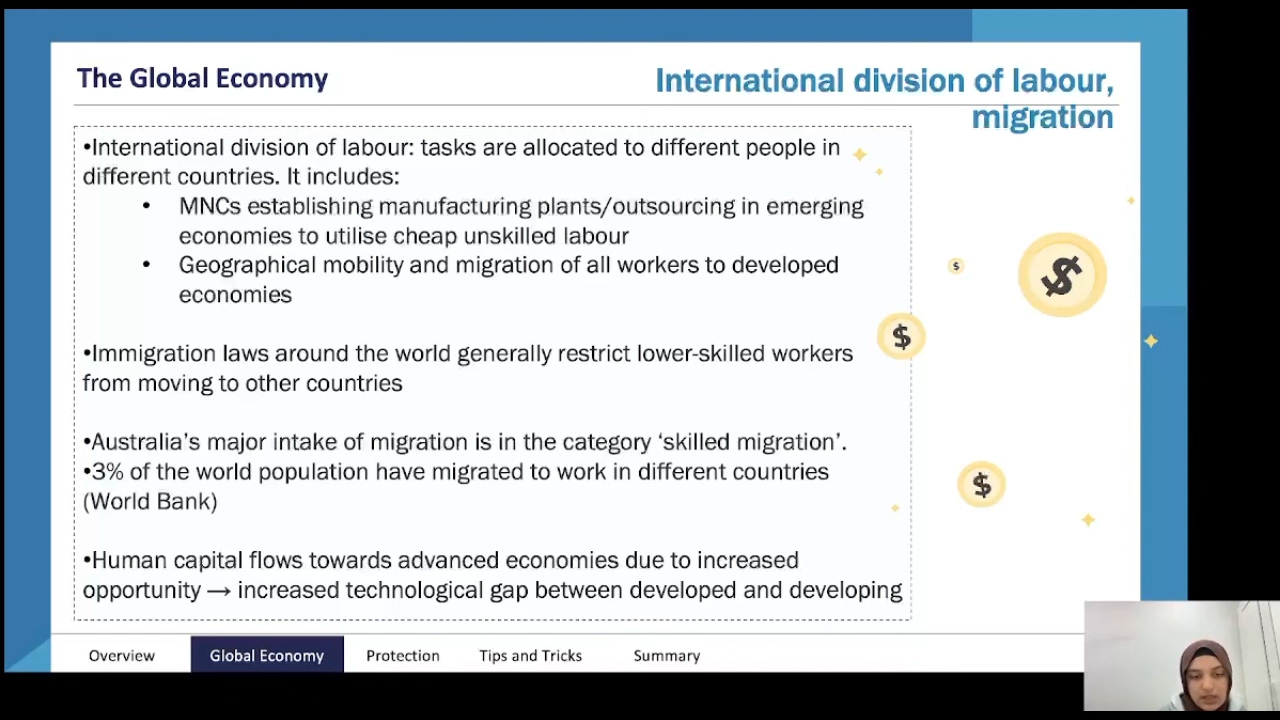 The Global Economy
International division of labour,
migration
•International division of labour: tasks are allocated to different people in
different countries. It includes:
• MNCs establishing manufacturing plants/outsourcing in emerging
economies to utilise cheap unskilled labour
• Geographical mobility and migration of all workers to developed
economies
•Immigration laws around the world generally restrict lower-skilled workers
from moving to other countries
•Australia's major intake of migration is in the category ‘skilled migration’.
•3% of the world population have migrated to work in different countries
(World Bank)
•Human capital flows towards advanced economies due to increased
opportunity → increased technological gap between developed and developing
$
$
$
$
Overview Global Economy Protection Tips and Tricks Summary